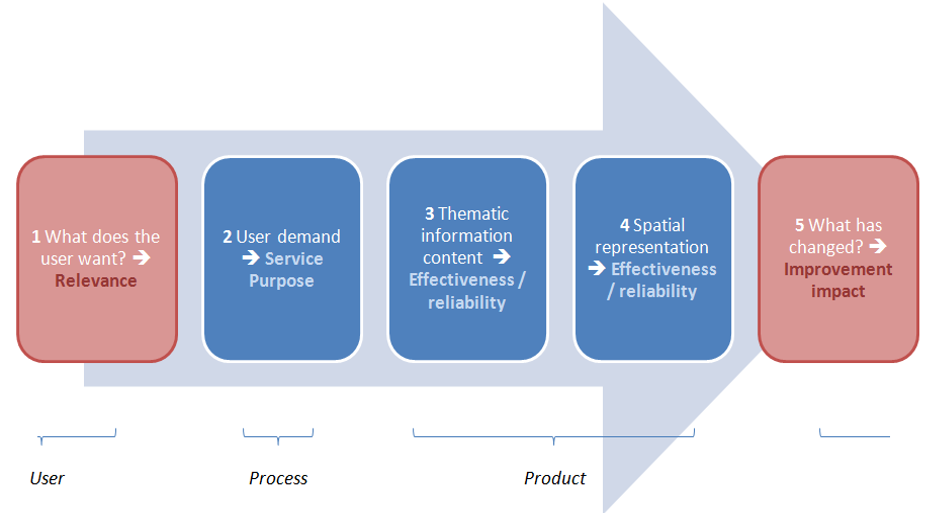 1 What does the
user want? ➔
Relevance
2 User demand
➔ Service
Purpose
3 Thematic
information
content ➔
Effectiveness /
reliability
4 Spatial
representation
➔ Effectiveness
/ reliability
5 What has
changed? ➔
Improvement
impact
User
Process
Product